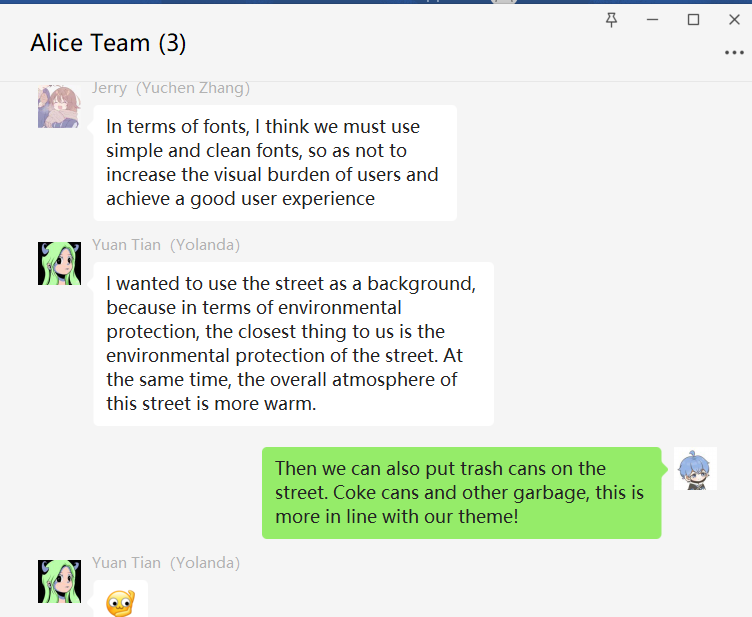 Alice Team (3)
Jerry (Yuchen Zhang)
In terms of fonts, I think we must use
simple and clean fonts, so as not to
increase the visual burden of users and
achieve a good user experience
Yuan Tian (Yolanda)
I wanted to use the street as a background,
because in terms of environmental
protection, the closest thing to us is the
environmental protection of the street. At
the same time, the overall atmosphere of
this street is more warm.
Then we can also put trash cans on the
street. Coke cans and other garbage, this is
more in line with our theme!
Yuan Tian (Yolanda)